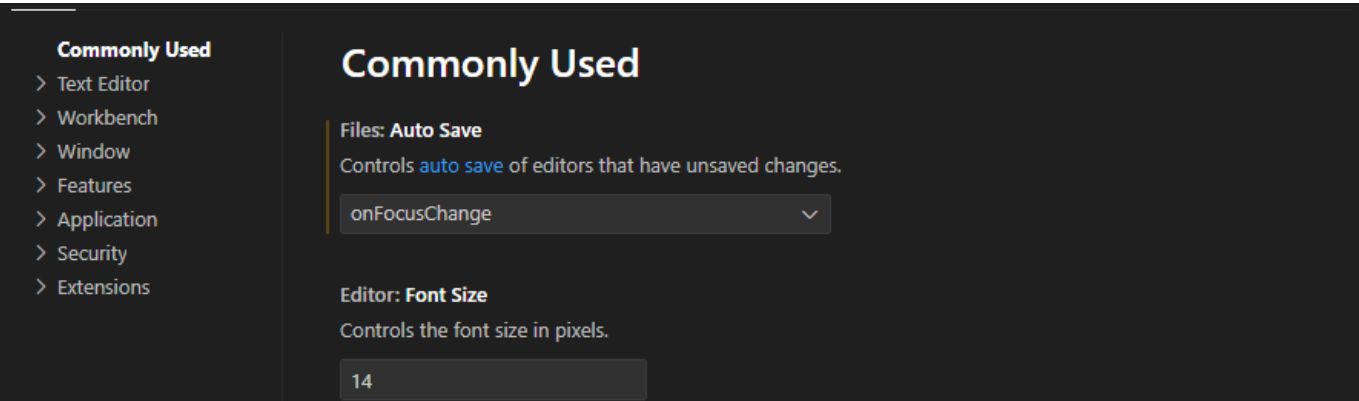 Commonly Used
Text Editor
Workbench
Window
Features
Application
Security
Extensions
Commonly Used
Files: Auto Save
Controls auto save of editors that have unsaved changes.
onFocusChange
Editor: Font Size
Controls the font size in pixels.
14